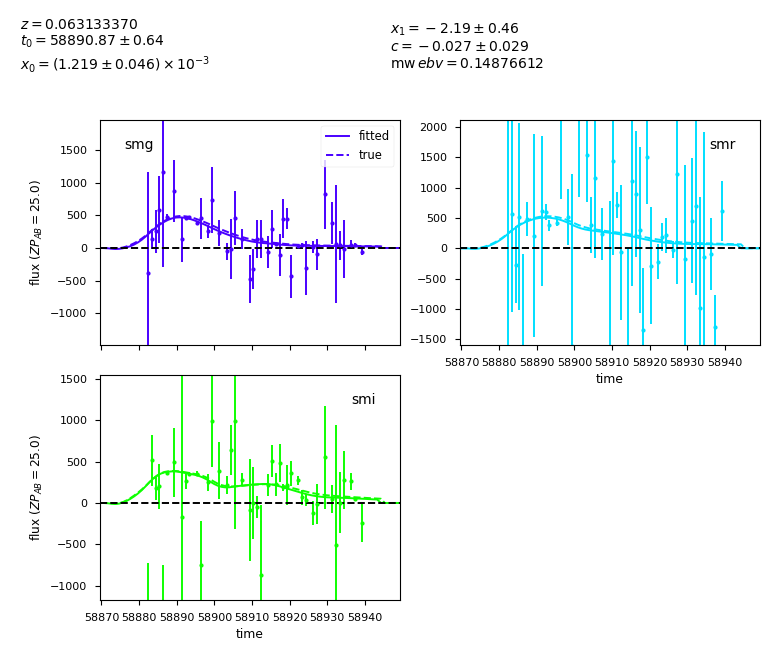 z = 0.063133370
t₀ = 58890.87 ± 0.64
x₀ = (1.219 ± 0.046) × 10⁻³
x₁ = −2.19 ± 0.46
c = −0.027 ± 0.029
mw ebv = 0.14876612
smg
fitted
true
1500
1000
500
0
−500
−1000
flux (ZP_AB = 25.0)
smr
2000
1500
1000
500
0
−500
−1000
−1500
58870 58880 58890 58900 58910 58920 58930 58940
time
smi
1500
1000
500
0
−500
−1000
flux (ZP_AB = 25.0)
58870 58880 58890 58900 58910 58920 58930 58940
time